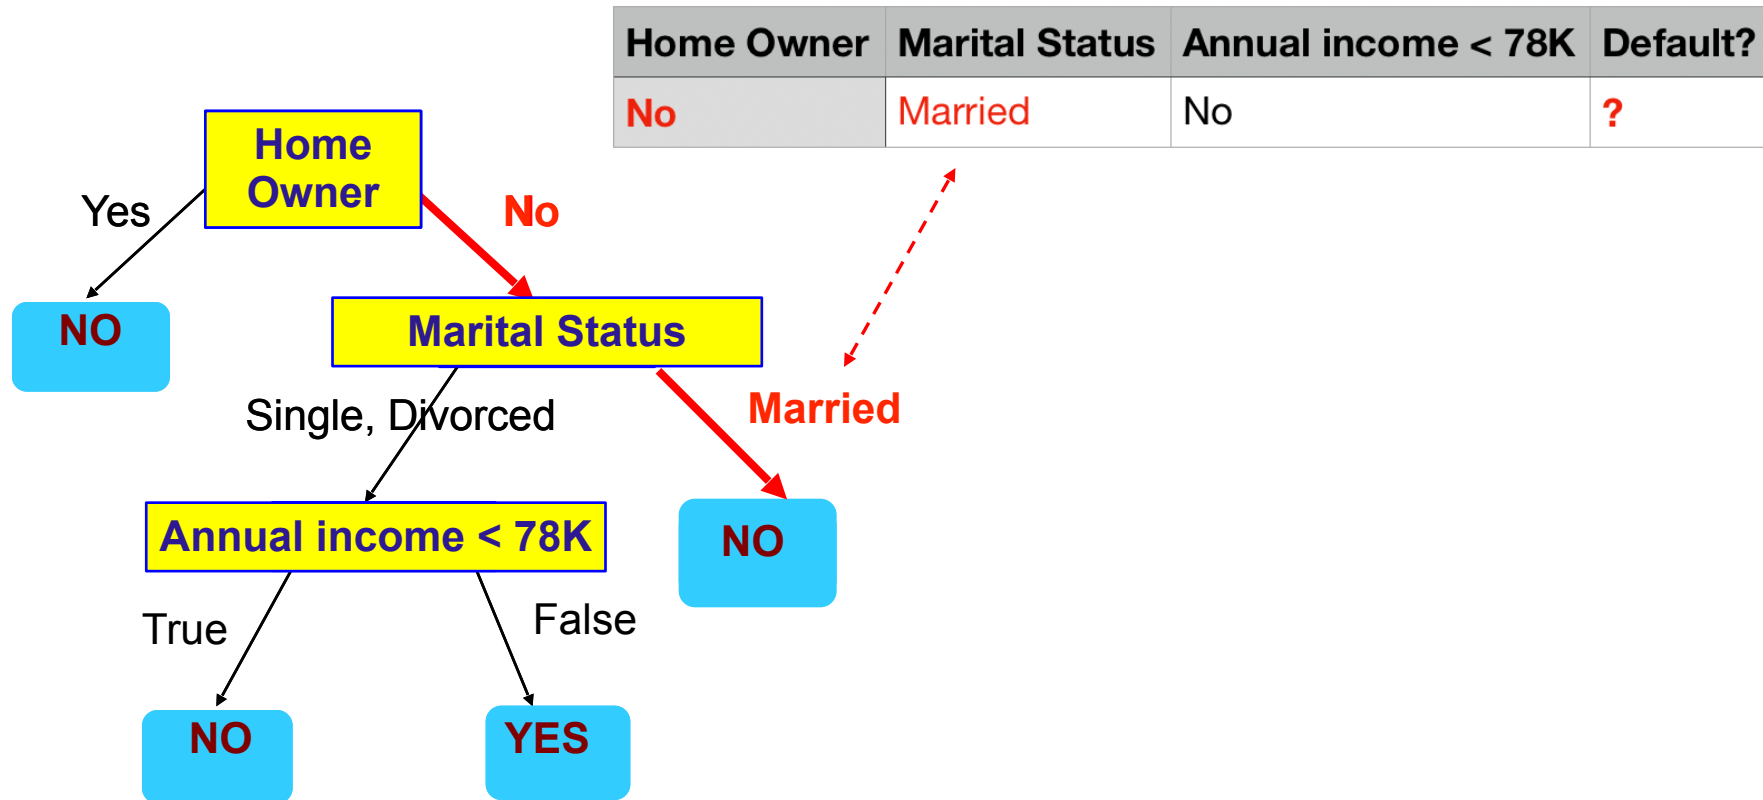 Home Owner Marital Status Annual income < 78K Default?
No Married No ?
Home
Owner
Yes
No
NO
Marital Status
Single, Divorced
Married
Annual income < 78K
NO
True
False
NO
YES